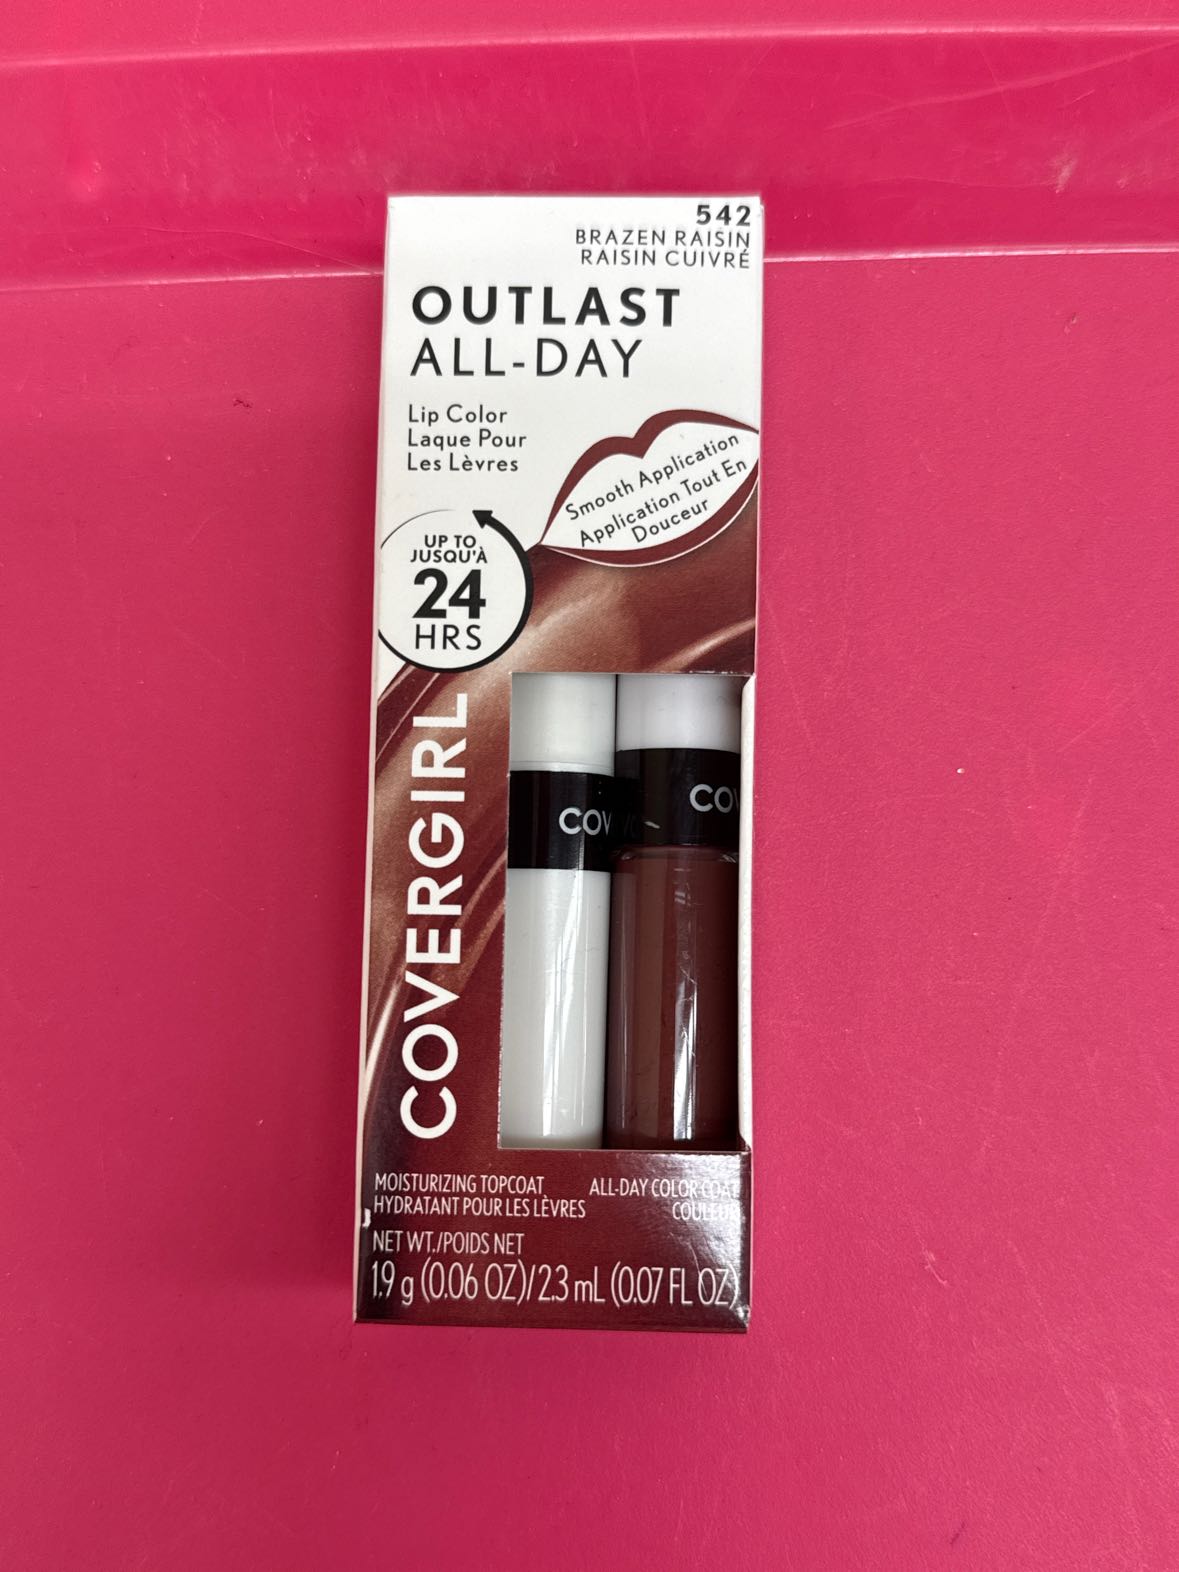 542
BRAZEN RAISIN
RAISIN CUIVRÉ
OUTLAST
ALL-DAY
Lip Color
Laque Pour
Les Lèvres
Smooth Application
Application Tout En
Douceur
UP TO
JUSQU'À
24
HRS
COVERGIRL
COV
COV
MOISTURIZING TOPCOAT
HYDRATANT POUR LES LÈVRES
ALL-DAY COLOR COAT
COULEUR
NET WT./POIDS NET
1.9 g (0.06 OZ)/2.3 mL (0.07 FL OZ)